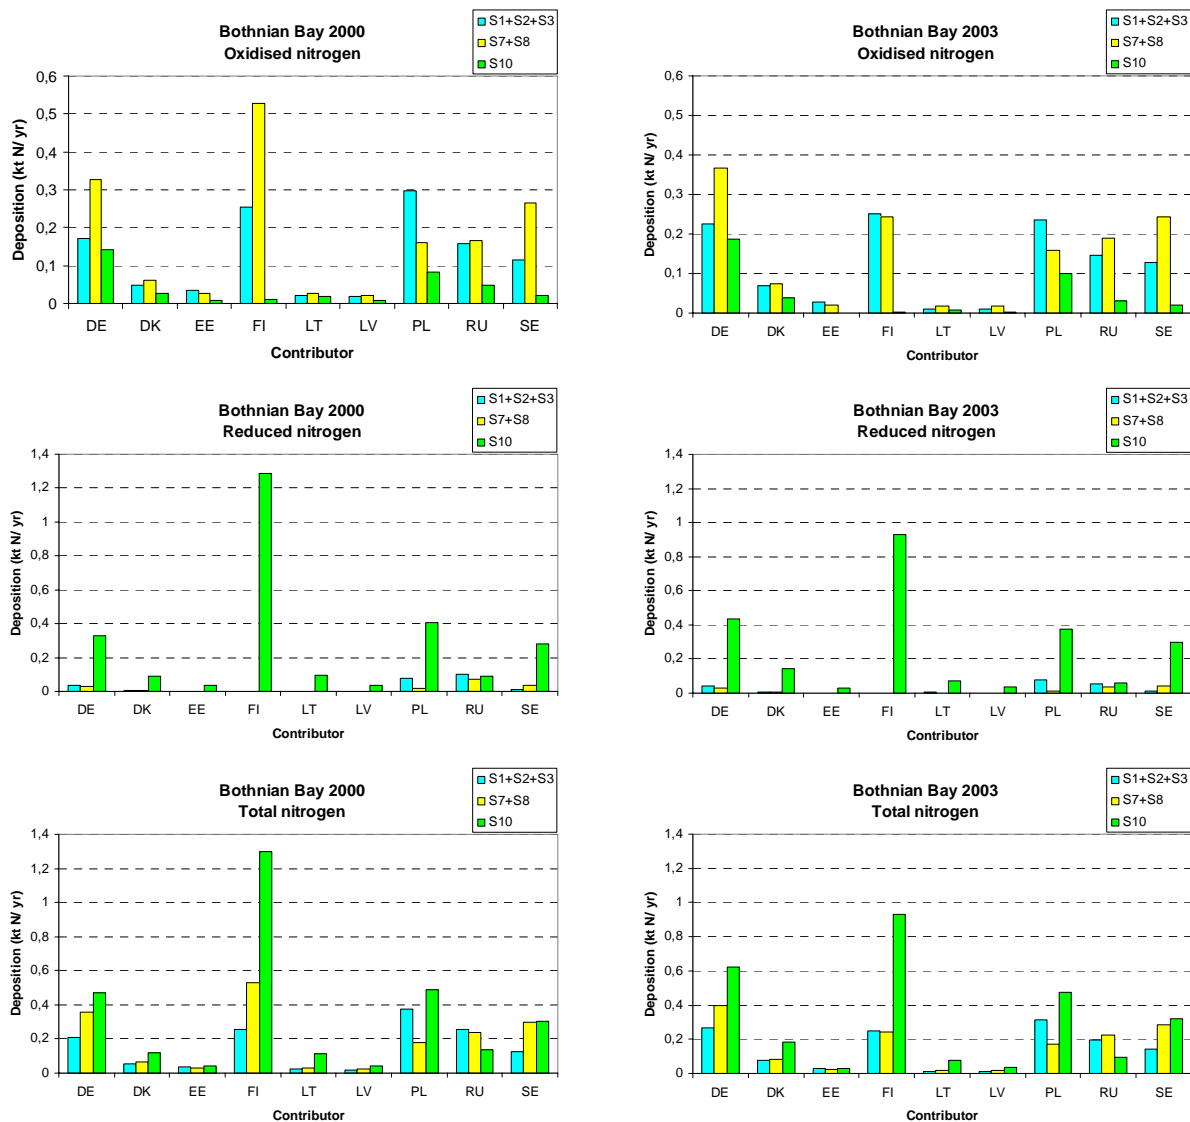 Bothnian Bay 2000
Oxidised nitrogen
S1+S2+S3
S7+S8
S10
Deposition (kt N/ yr)
0,6
0,5
0,4
0,3
0,2
0,1
0
DE DK EE FI LT LV PL RU SE
Contributor
Bothnian Bay 2003
Oxidised nitrogen
S1+S2+S3
S7+S8
S10
Deposition (kt N/ yr)
0,6
0,5
0,4
0,3
0,2
0,1
0
DE DK EE FI LT LV PL RU SE
Contributor
Bothnian Bay 2000
Reduced nitrogen
S1+S2+S3
S7+S8
S10
Deposition (kt N/ yr)
1,4
1,2
1
0,8
0,6
0,4
0,2
0
DE DK EE FI LT LV PL RU SE
Contributor
Bothnian Bay 2003
Reduced nitrogen
S1+S2+S3
S7+S8
S10
Deposition (kt N/ yr)
1,4
1,2
1
0,8
0,6
0,4
0,2
0
DE DK EE FI LT LV PL RU SE
Contributor
Bothnian Bay 2000
Total nitrogen
S1+S2+S3
S7+S8
S10
Deposition (kt N/ yr)
1,4
1,2
1
0,8
0,6
0,4
0,2
0
DE DK EE FI LT LV PL RU SE
Contributor
Bothnian Bay 2003
Total nitrogen
S1+S2+S3
S7+S8
S10
Deposition (kt N/ yr)
1,4
1,2
1
0,8
0,6
0,4
0,2
0
DE DK EE FI LT LV PL RU SE
Contributor